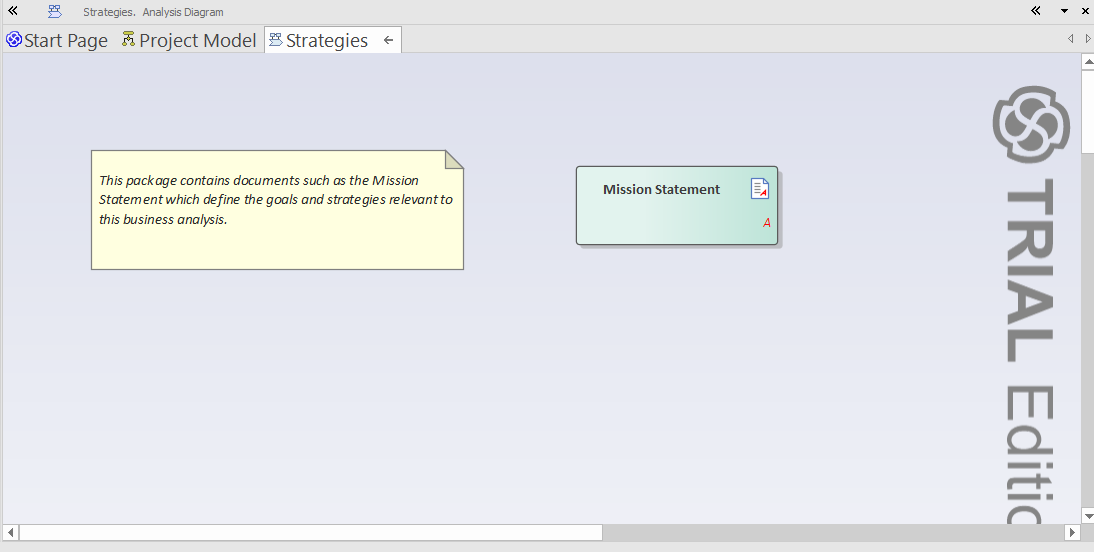 Strategies. Analysis Diagram
Start Page
Project Model
Strategies
This package contains documents such as the Mission
Statement which define the goals and strategies relevant to
this business analysis.
Mission Statement
A
TRIAL Editio